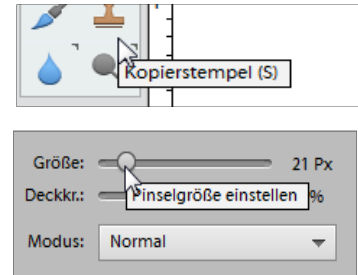 Kopierstempel (S)
Größe: 21 Px
Deckkr.: %
Pinselgröße einstellen
Modus: Normal